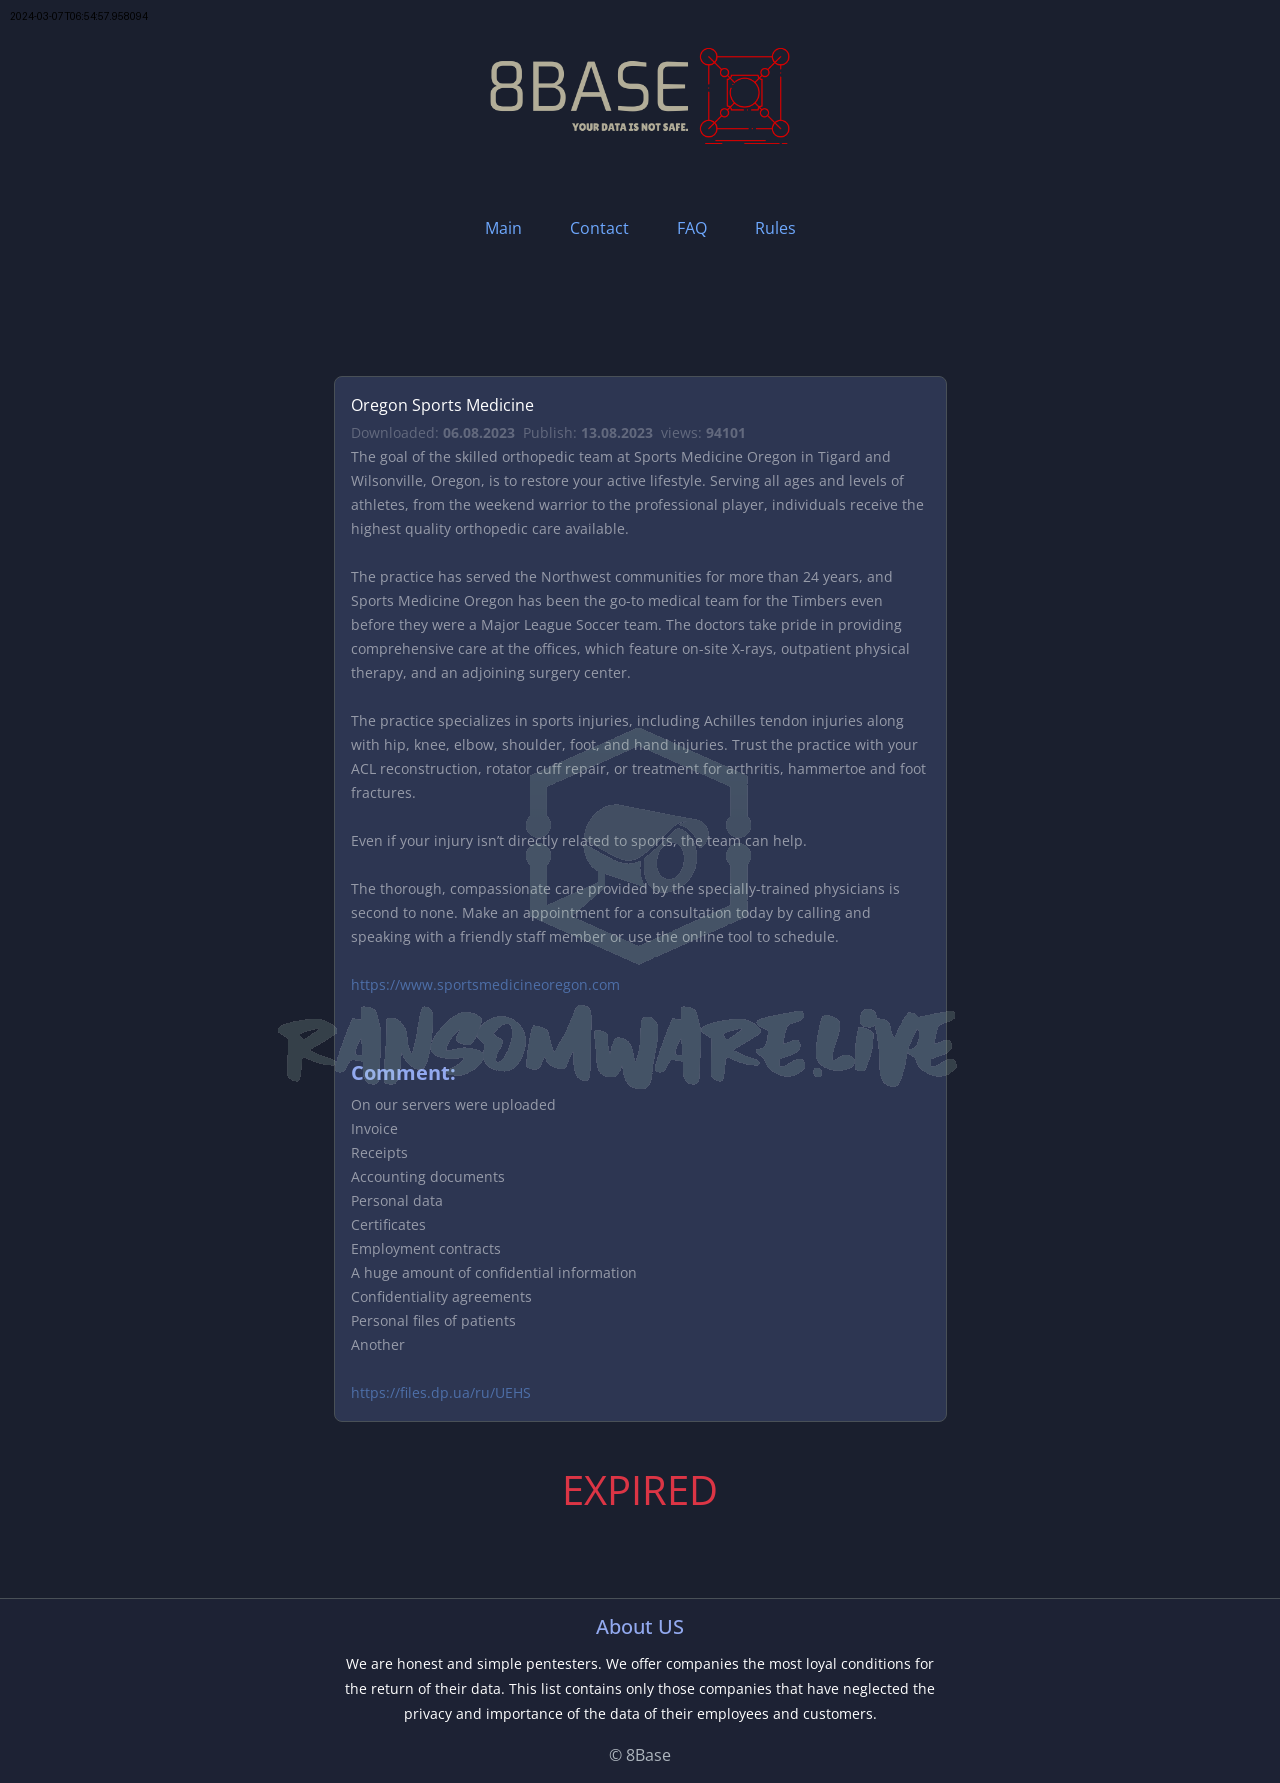 2024-03-07T06:54:57.958094
8BASE
YOUR DATA IS NOT SAFE.
Main Contact FAQ Rules
Oregon Sports Medicine
Downloaded: 06.08.2023 Publish: 13.08.2023 views: 94101
The goal of the skilled orthopedic team at Sports Medicine Oregon in Tigard and
Wilsonville, Oregon, is to restore your active lifestyle. Serving all ages and levels of
athletes, from the weekend warrior to the professional player, individuals receive the
highest quality orthopedic care available.
The practice has served the Northwest communities for more than 24 years, and
Sports Medicine Oregon has been the go-to medical team for the Timbers even
before they were a Major League Soccer team. The doctors take pride in providing
comprehensive care at the offices, which feature on-site X-rays, outpatient physical
therapy, and an adjoining surgery center.
The practice specializes in sports injuries, including Achilles tendon injuries along
with hip, knee, elbow, shoulder, foot, and hand injuries. Trust the practice with your
ACL reconstruction, rotator cuff repair, or treatment for arthritis, hammertoe and foot
fractures.
Even if your injury isn’t directly related to sports, the team can help.
The thorough, compassionate care provided by the specially-trained physicians is
second to none. Make an appointment for a consultation today by calling and
speaking with a friendly staff member or use the online tool to schedule.
https://www.sportsmedicineoregon.com
RANSOMWARE.LIVE
Comment:
On our servers were uploaded
Invoice
Receipts
Accounting documents
Personal data
Certificates
Employment contracts
A huge amount of confidential information
Confidentiality agreements
Personal files of patients
Another
https://files.dp.ua/ru/UEHS
EXPIRED
About US
We are honest and simple pentesters. We offer companies the most loyal conditions for
the return of their data. This list contains only those companies that have neglected the
privacy and importance of the data of their employees and customers.
© 8Base